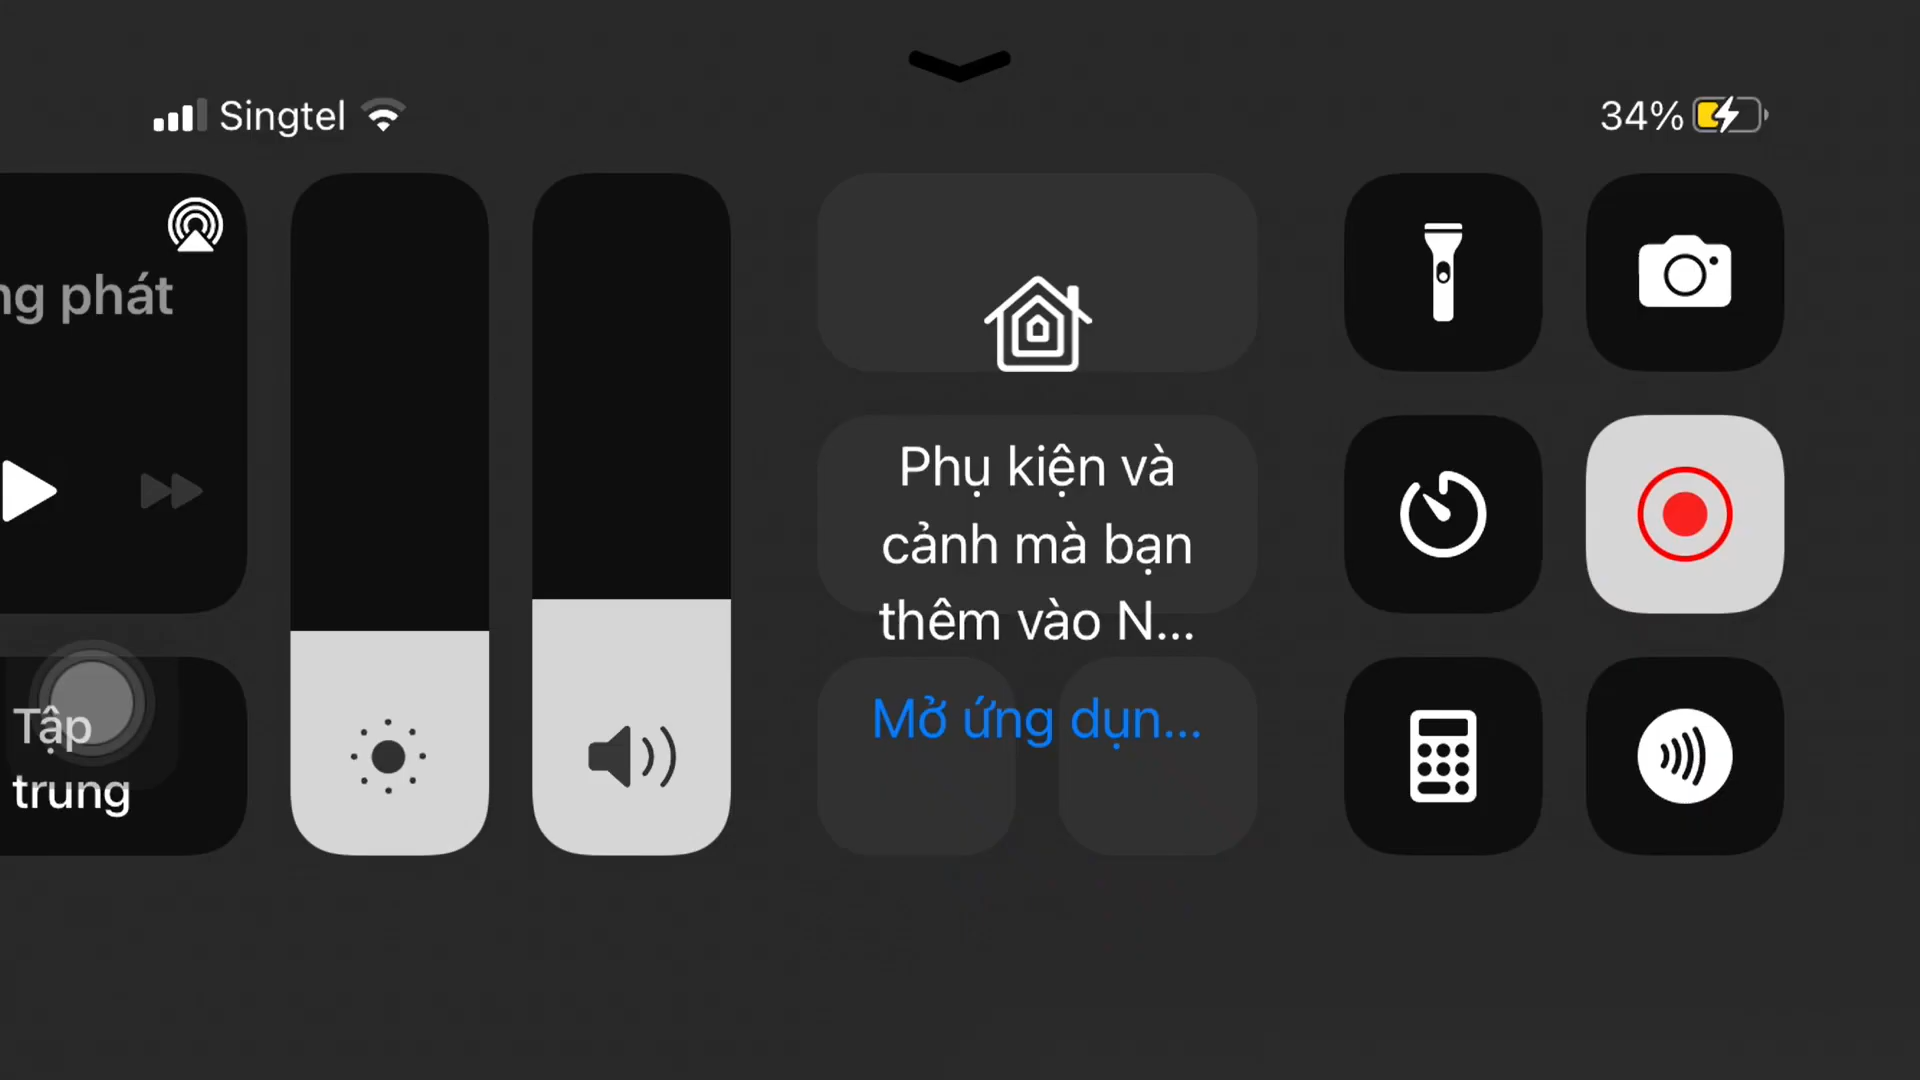 Singtel
34%
ng phát
Phụ kiện và
cảnh mà bạn
thêm vào N...
Mở ứng dụn...
Tập
trung